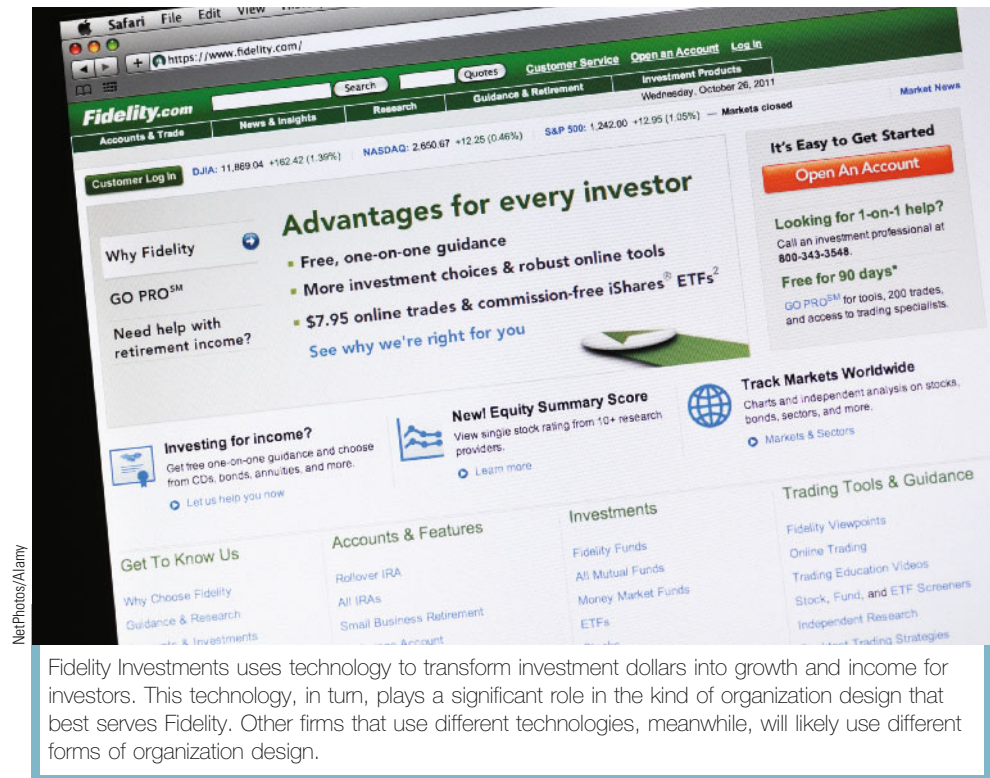 Safari File Edit View
https://www.fidelity.com/
Search Quotes Customer Service Open an Account Log In
Fidelity.com
Accounts & Trade News & Insights Research Guidance & Retirement Investment Products
Wednesday, October 26, 2011
Customer Log In DJIA: 11,869.04 +162.42 (1.39%) NASDAQ: 2,650.67 +12.25 (0.46%) S&P 500: 1,242.00 +12.95 (1.05%) — Markets closed Market News
Why Fidelity
GO PRO℠
Need help with
retirement income?
Advantages for every investor
Free, one-on-one guidance
More investment choices & robust online tools
$7.95 online trades & commission-free iShares® ETFs²
See why we're right for you
It's Easy to Get Started
Open An Account
Looking for 1-on-1 help?
Call an investment professional at
800-343-3548.
Free for 90 days*
GO PRO℠ for tools, 200 trades,
and access to trading specialists.
Investing for income?
Get free one-on-one guidance and choose
from CDs, bonds, annuities, and more.
Let us help you now
New! Equity Summary Score
View single stock rating from 10+ research
providers.
Learn more
Track Markets Worldwide
Charts and independent analysis on stocks,
bonds, sectors, and more.
Markets & Sectors
Get To Know Us
Why Choose Fidelity
Guidance & Research
& Investments
Accounts & Features
Rollover IRA
All IRAs
Small Business Retirement
Account
Investments
Fidelity Funds
All Mutual Funds
Money Market Funds
ETFs
Trading Tools & Guidance
Fidelity Viewpoints
Online Trading
Trading Education Videos
Stock, Fund, and ETF Screeners
Independent Research
Trading Strategies
NetPhotos/Alamy
Fidelity Investments uses technology to transform investment dollars into growth and income for
investors. This technology, in turn, plays a significant role in the kind of organization design that
best serves Fidelity. Other firms that use different technologies, meanwhile, will likely use different
forms of organization design.